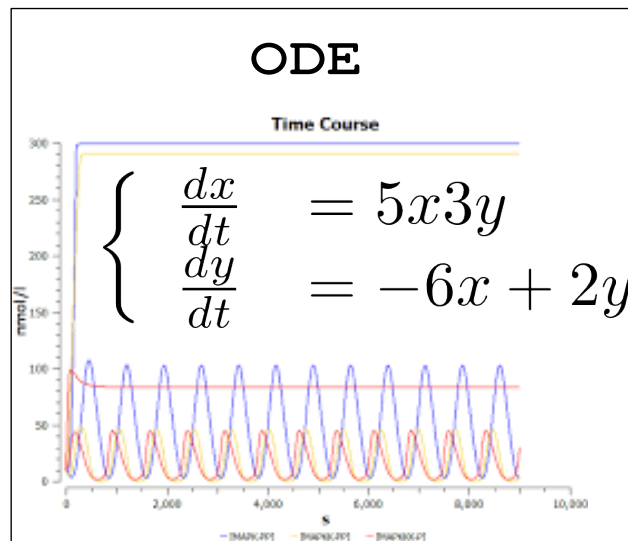 ODE
Time Course
300
250
200
150
100
50
0
nmol/l
dx/dt = 5x3y
dy/dt = −6x + 2y
0 2,000 4,000 6,000 8,000 10,000
s